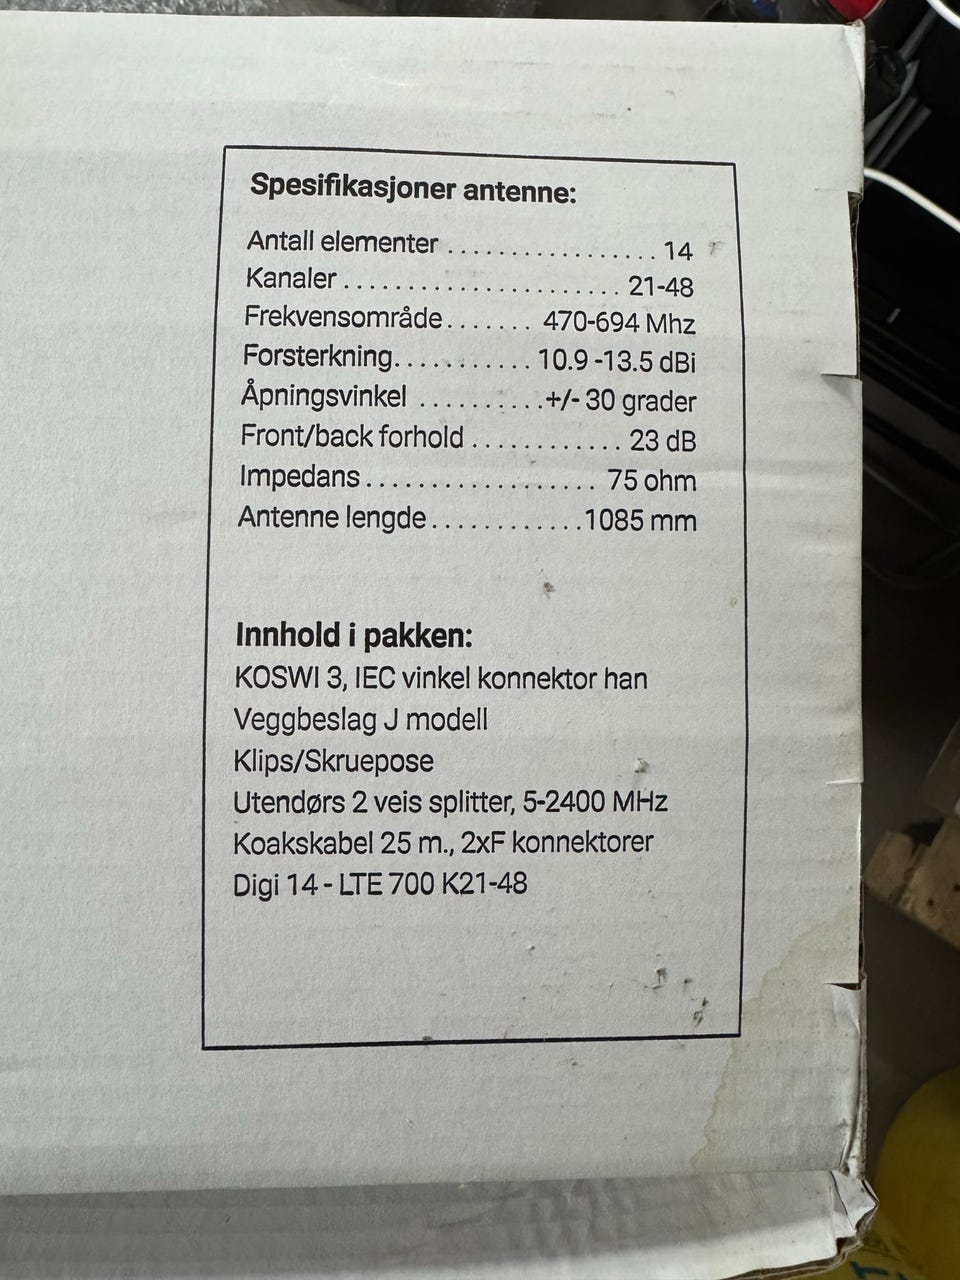 Spesifikasjoner antenne:
Antall elementer ................. 14
Kanaler ...................... 21-48
Frekvensområde....... 470-694 Mhz
Forsterkning........... 10.9 -13.5 dBi
Åpningsvinkel ..........+/- 30 grader
Front/back forhold ............ 23 dB
Impedans.................. 75 ohm
Antenne lengde............1085 mm
Innhold i pakken:
KOSWI 3, IEC vinkel konnektor han
Veggbeslag J modell
Klips/Skruepose
Utendørs 2 veis splitter, 5-2400 MHz
Koakskabel 25 m., 2xF konnektorer
Digi 14 - LTE 700 K21-48